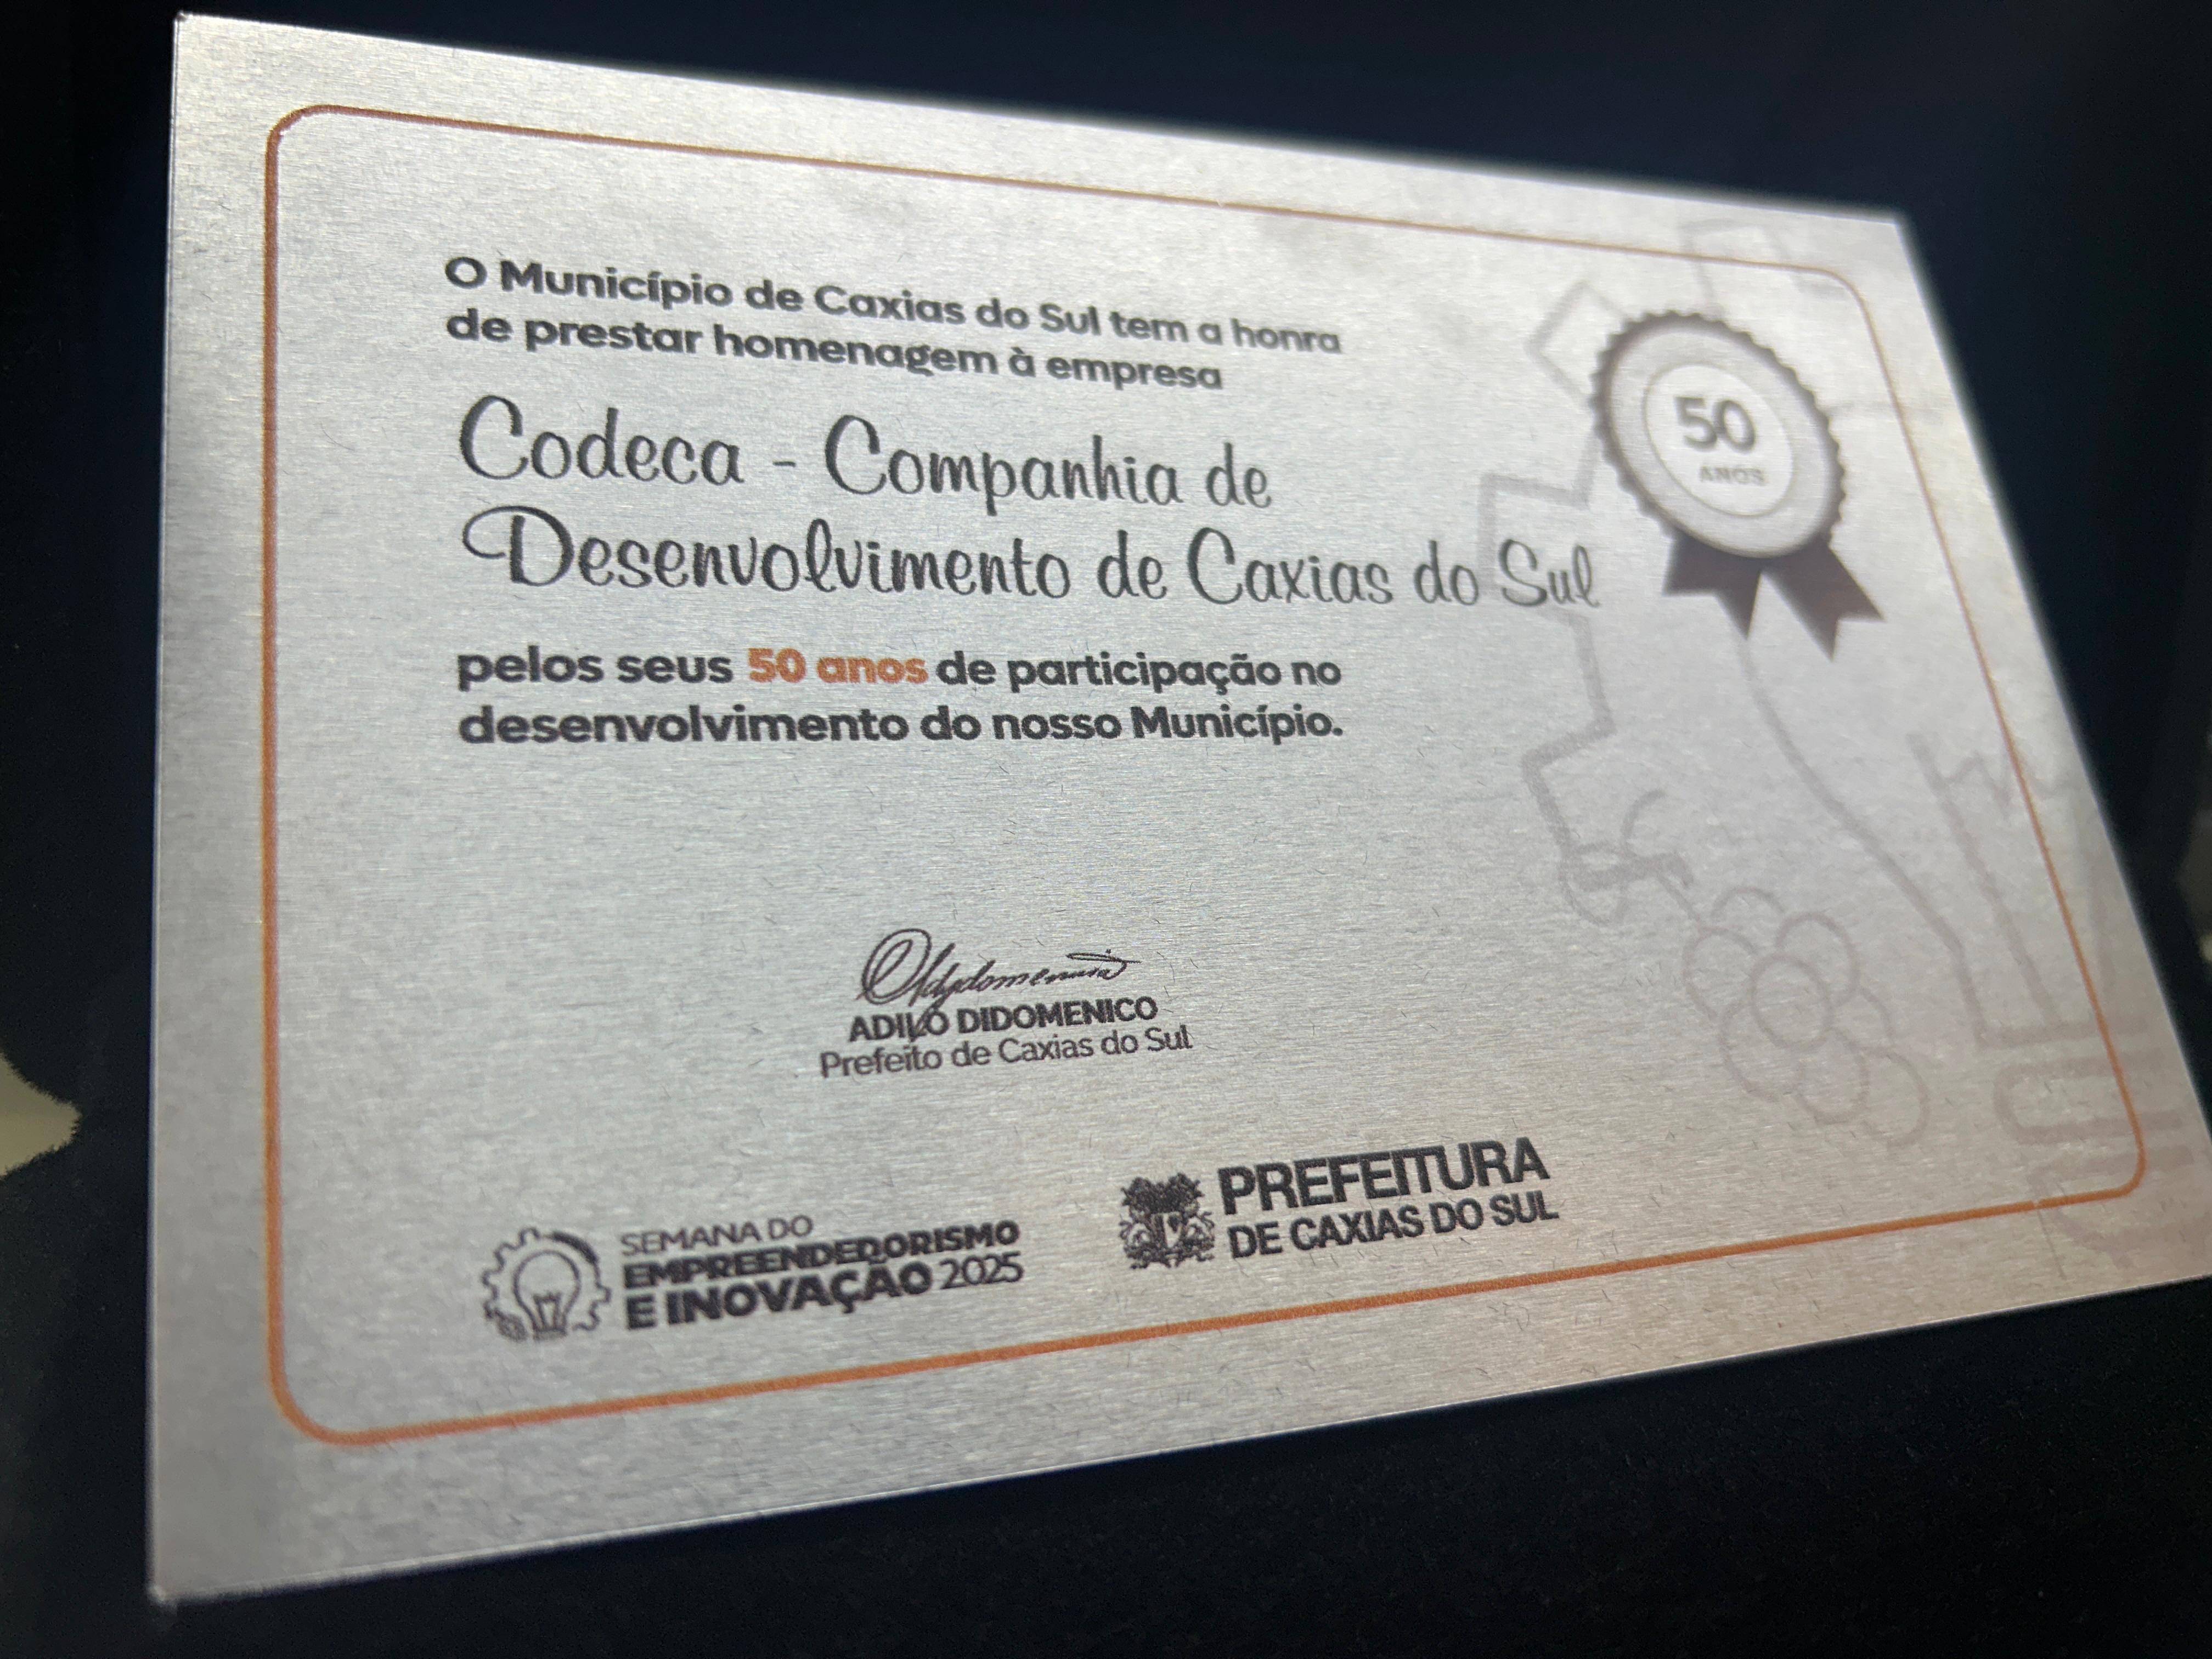 O Município de Caxias do Sul tem a honra
de prestar homenagem à empresa
Codeca - Companhia de
Desenvolvimento de Caxias do Sul
pelos seus 50 anos de participação no
desenvolvimento do nosso Município.
50
ANOS
ADILÓ DIDOMENICO
Prefeito de Caxias do Sul
SEMANA DO
EMPREENDEDORISMO
E INOVAÇÃO 2025
PREFEITURA
DE CAXIAS DO SUL